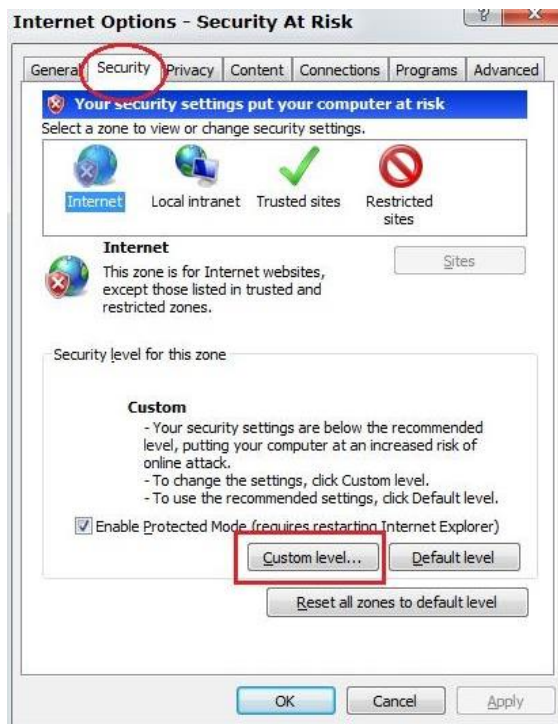 Internet Options - Security At Risk
General Security Privacy Content Connections Programs Advanced
Your security settings put your computer at risk
Select a zone to view or change security settings.
Internet Local intranet Trusted sites Restricted
sites
Internet
Sites
This zone is for Internet websites,
except those listed in trusted and
restricted zones.
Security level for this zone
Custom
- Your security settings are below the recommended
level, putting your computer at an increased risk of
online attack.
- To change the settings, click Custom level.
- To use the recommended settings, click Default level.
Enable Protected Mode (requires restarting Internet Explorer)
Custom level... Default level
Reset all zones to default level
OK Cancel Apply